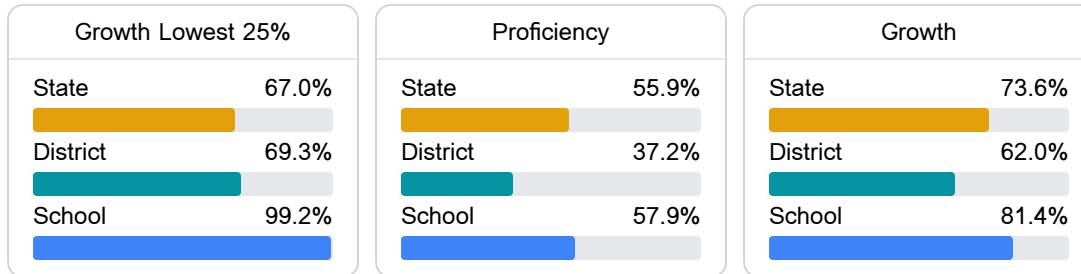 Growth Lowest 25%
State 67.0%
District 69.3%
School 99.2%
Proficiency
State 55.9%
District 37.2%
School 57.9%
Growth
State 73.6%
District 62.0%
School 81.4%